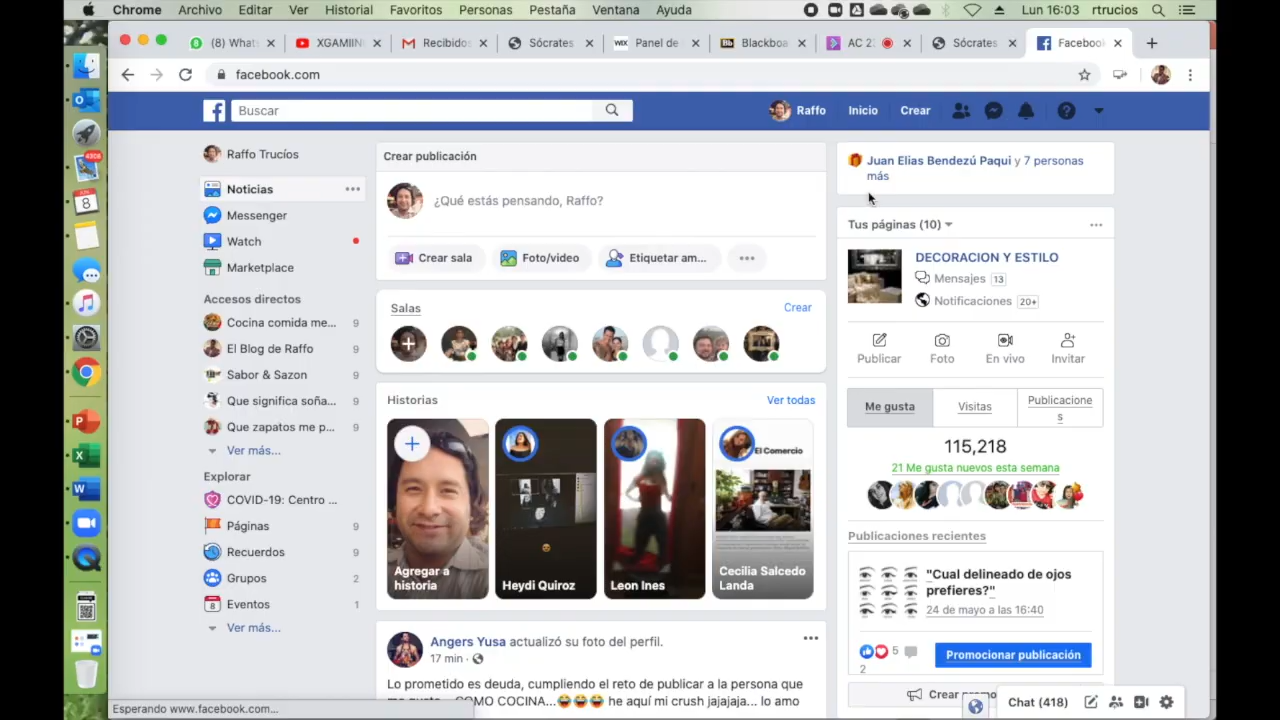 Chrome Archivo Editar Ver Historial Favoritos Personas Pestaña Ventana Ayuda Lun 16:03 rtrucios
(8) Whats XGAMIIN Recibidos Sócrates WIX Panel de Bb Blackboa AC 2 Sócrates Facebook
facebook.com
Buscar
Raffo Inicio Crear
Raffo Trucíos
Noticias
Messenger
Watch
Marketplace
Accesos directos
Cocina comida me... 9
El Blog de Raffo 9
Sabor & Sazon 9
Que significa soña... 9
Que zapatos me p... 9
Ver más...
Explorar
COVID-19: Centro ...
Páginas 9
Recuerdos 9
Grupos 2
Eventos 1
Ver más...
Crear publicación
¿Qué estás pensando, Raffo?
Crear sala Foto/video Etiquetar am...
Salas Crear
Historias Ver todas
Agregar a
historia
Heydi Quiroz
Leon Ines
El Comercio
Cecilia Salcedo
Landa
Angers Yusa actualizó su foto del perfil.
17 min ·
Lo prometido es deuda, cumpliendo el reto de publicar a la persona que
COMO COCINA...😂😂😂 he aquí mi crush jajajaja... lo amo
Juan Elias Bendezú Paqui y 7 personas
más
Tus páginas (10)
DECORACION Y ESTILO
Mensajes 13
Notificaciones 20+
Publicar Foto En vivo Invitar
Me gusta Visitas Publicacione
s
115,218
21 Me gusta nuevos esta semana
Publicaciones recientes
"Cual delineado de ojos
prefieres?"
24 de mayo a las 16:40
5
2
Promocionar publicación
Crear promo
Chat (418)
Esperando www.facebook.com...